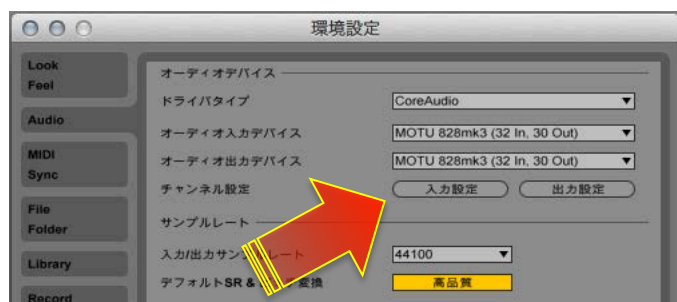 環境設定
Look
Feel
Audio
MIDI
Sync
File
Folder
Library
Record
オーディオデバイス
ドライバタイプ
CoreAudio
オーディオ入力デバイス
MOTU 828mk3 (32 In, 30 Out)
オーディオ出力デバイス
MOTU 828mk3 (32 In, 30 Out)
チャンネル設定
入力設定
出力設定
サンプルレート
入力/出力サンプルレート
44100
デフォルトSR &
変換
高品質